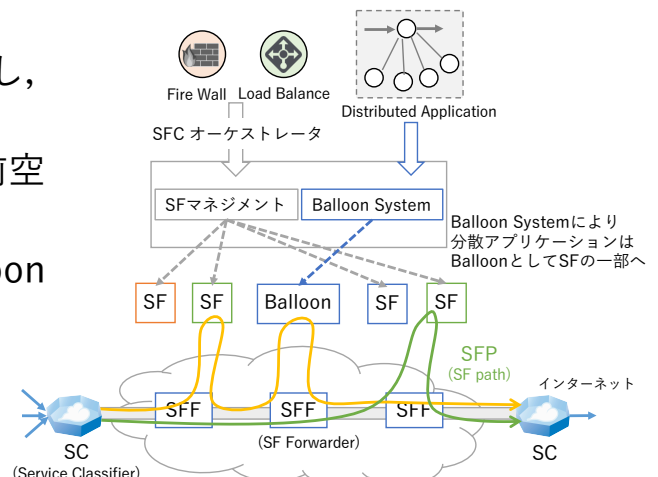 し,
前空
oon
Fire Wall
Load Balance
Distributed Application
SFC オーケストレータ
SFマネジメント
Balloon System
Balloon Systemにより
分散アプリケーションは
BalloonとしてSFの一部へ
SF
SF
Balloon
SF
SF
SFP
(SF path)
インターネット
SFF
SFF
SFF
(SF Forwarder)
SC
(Service Classifier)
SC